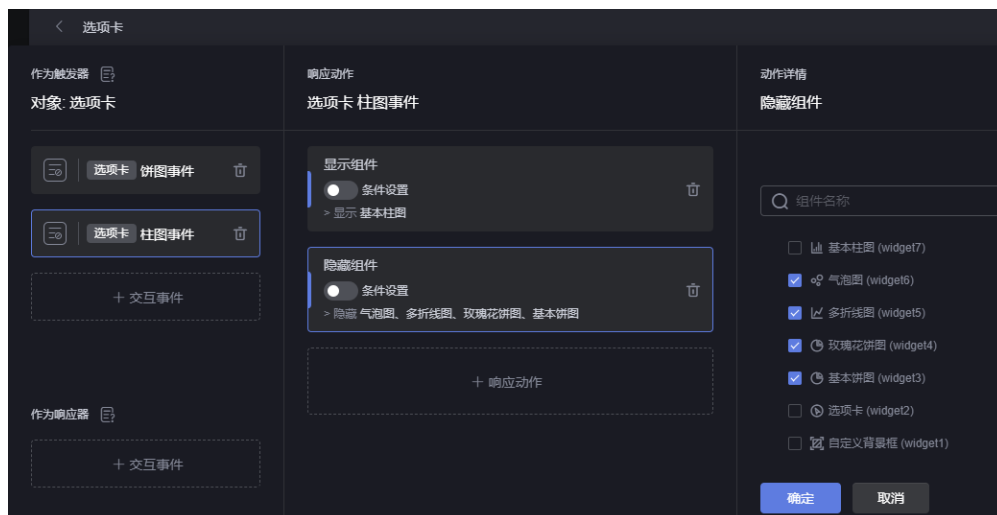 选项卡
作为触发器
对象: 选项卡
选项卡 饼图事件
选项卡 柱图事件
+ 交互事件
作为响应器
+ 交互事件
响应动作
选项卡 柱图事件
显示组件
条件设置
> 显示 基本柱图
隐藏组件
条件设置
> 隐藏 气泡图、多折线图、玫瑰花饼图、基本饼图
+ 响应动作
动作详情
隐藏组件
组件名称
基本柱图 (widget7)
气泡图 (widget6)
多折线图 (widget5)
玫瑰花饼图 (widget4)
基本饼图 (widget3)
选项卡 (widget2)
自定义背景框 (widget1)
确定 取消